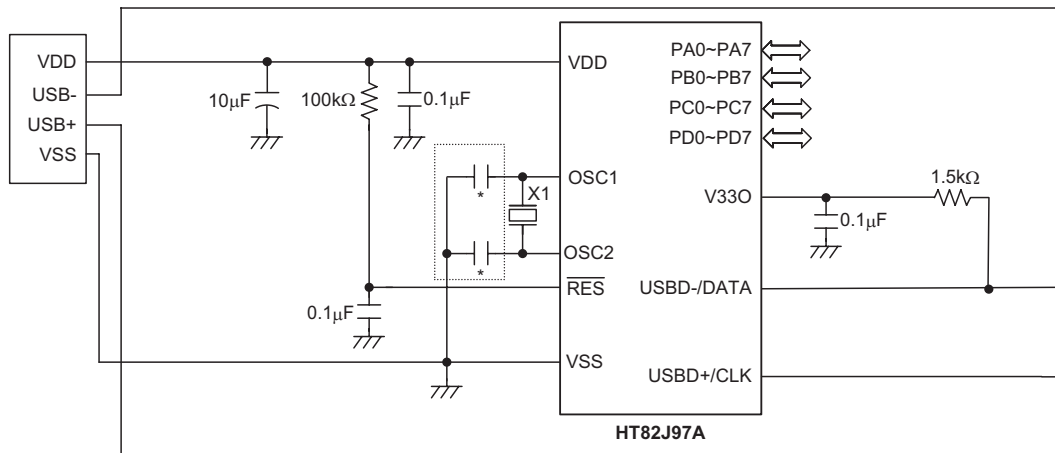 VDD
USB-
USB+
VSS
10µF
100kΩ
0.1µF
VDD
PA0~PA7
PB0~PB7
PC0~PC7
PD0~PD7
*
X1
OSC1
*
OSC2
V33O
0.1µF
1.5kΩ
0.1µF
RES
USBD-/DATA
VSS
USBD+/CLK
HT82J97A